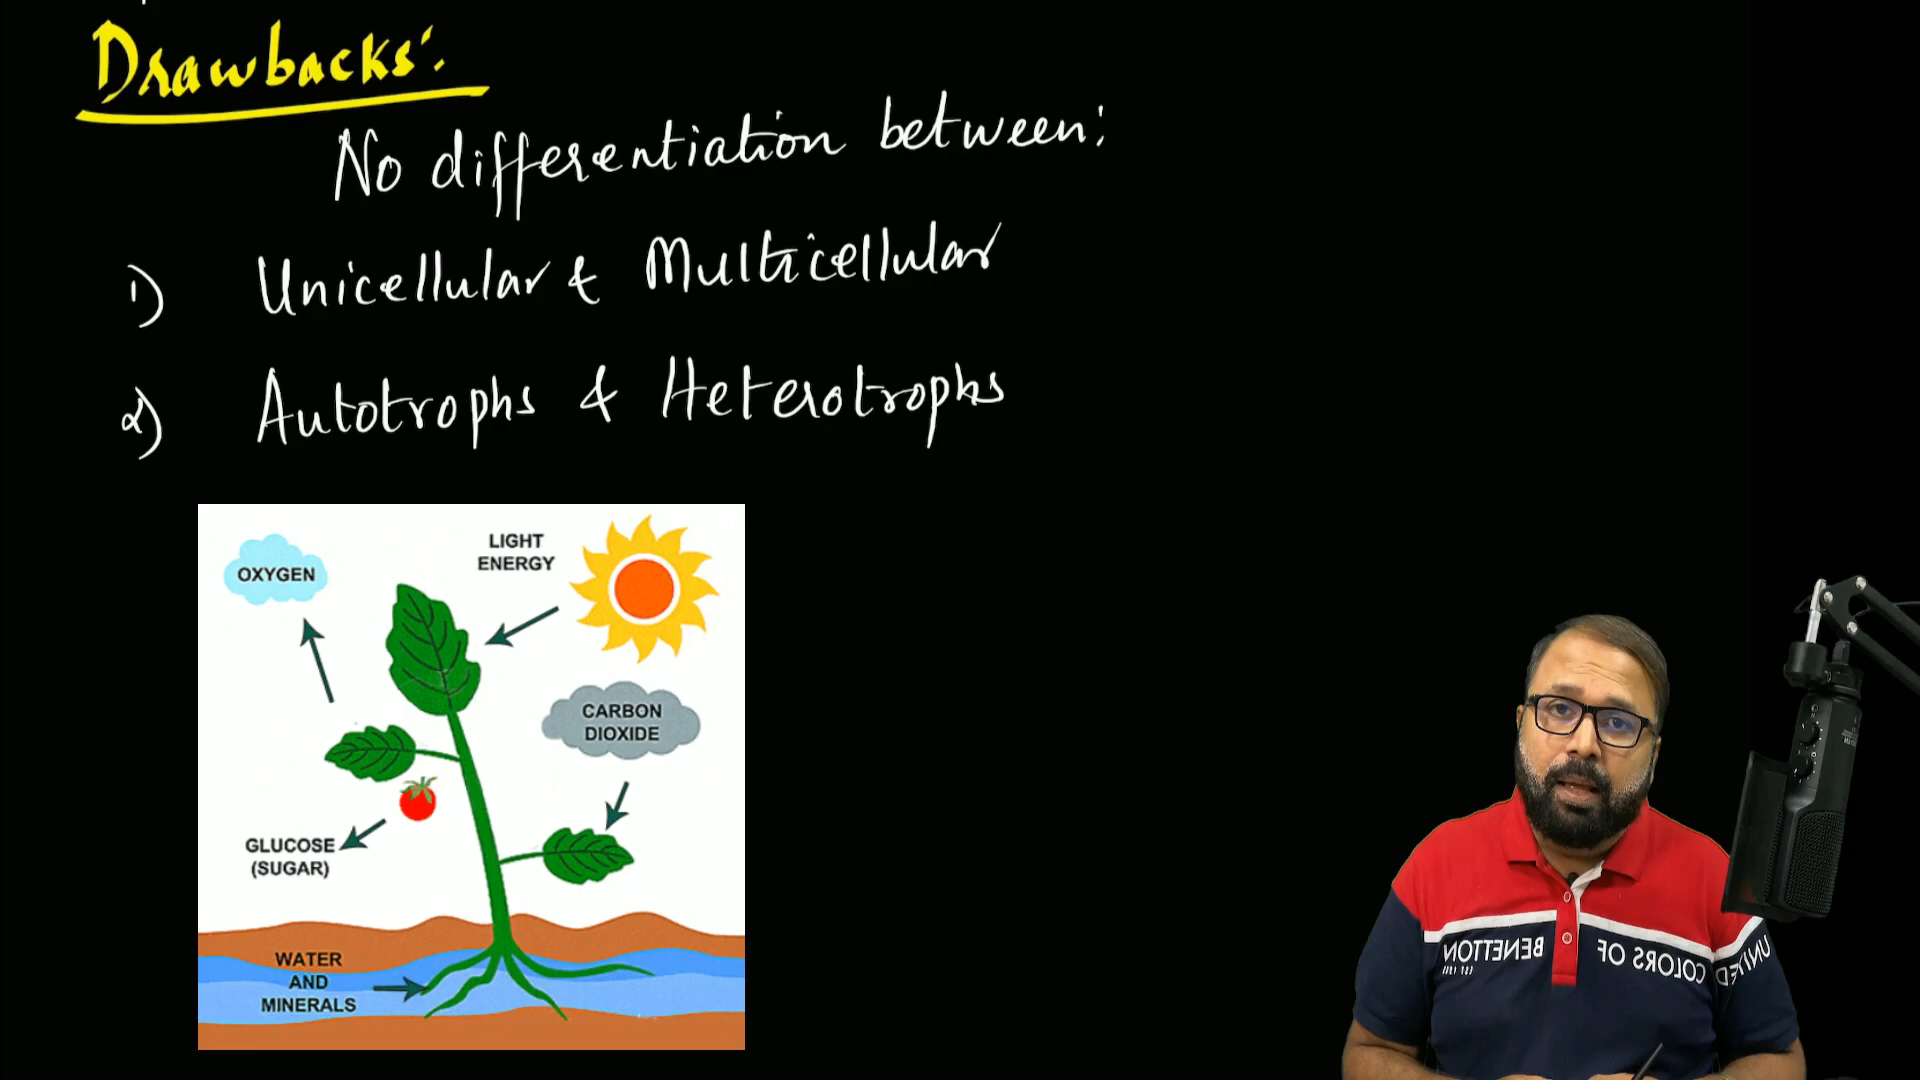 Drawbacks:
No differentiation between:
1) Unicellular & Multicellular
2) Autotrophs & Heterotrophs
OXYGEN
LIGHT
ENERGY
CARBON
DIOXIDE
GLUCOSE
(SUGAR)
WATER
AND
MINERALS
UNITED COLORS OF BENETTON